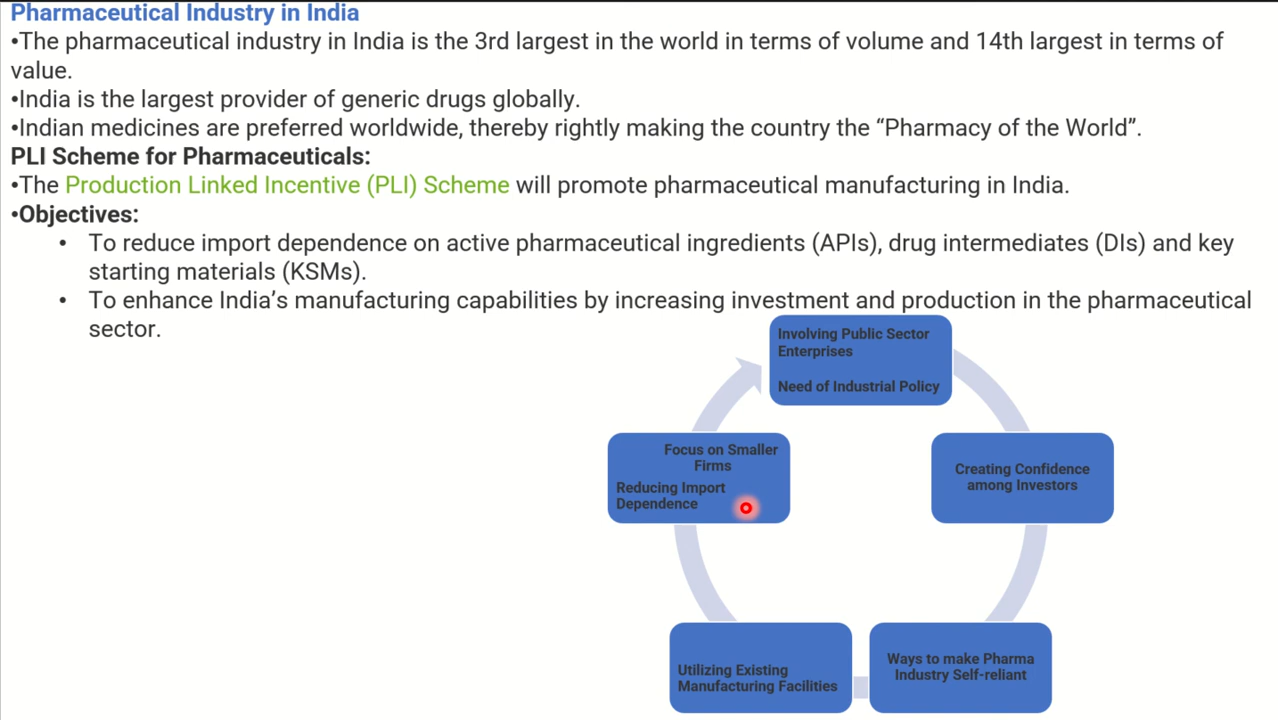 Pharmaceutical Industry in India
•The pharmaceutical industry in India is the 3rd largest in the world in terms of volume and 14th largest in terms of
value.
•India is the largest provider of generic drugs globally.
•Indian medicines are preferred worldwide, thereby rightly making the country the “Pharmacy of the World”.
PLI Scheme for Pharmaceuticals:
•The Production Linked Incentive (PLI) Scheme will promote pharmaceutical manufacturing in India.
•Objectives:
• To reduce import dependence on active pharmaceutical ingredients (APIs), drug intermediates (DIs) and key
starting materials (KSMs).
• To enhance India’s manufacturing capabilities by increasing investment and production in the pharmaceutical
sector.
Involving Public Sector
Enterprises
Need of Industrial Policy
Creating Confidence
among Investors
Ways to make Pharma
Industry Self-reliant
Utilizing Existing
Manufacturing Facilities
Focus on Smaller
Firms
Reducing Import
Dependence